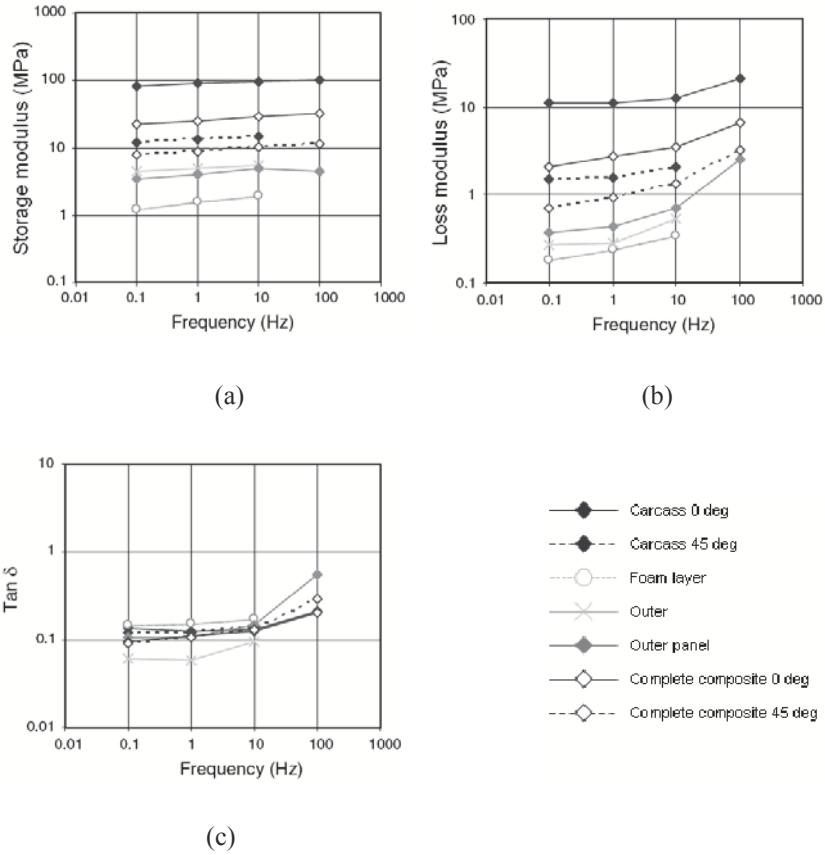 1000
100
10
1
0.1
Storage modulus (MPa)
0.01 0.1 1 10 100 1000
Frequency (Hz)
(a)
100
10
1
0.1
Loss modulus (MPa)
0.01 0.1 1 10 100 1000
Frequency (Hz)
(b)
10
1
0.1
0.01
Tan δ
0.01 0.1 1 10 100 1000
Frequency (Hz)
(c)
Carcass 0 deg
Carcass 45 deg
Foam layer
Outer
Outer panel
Complete composite 0 deg
Complete composite 45 deg